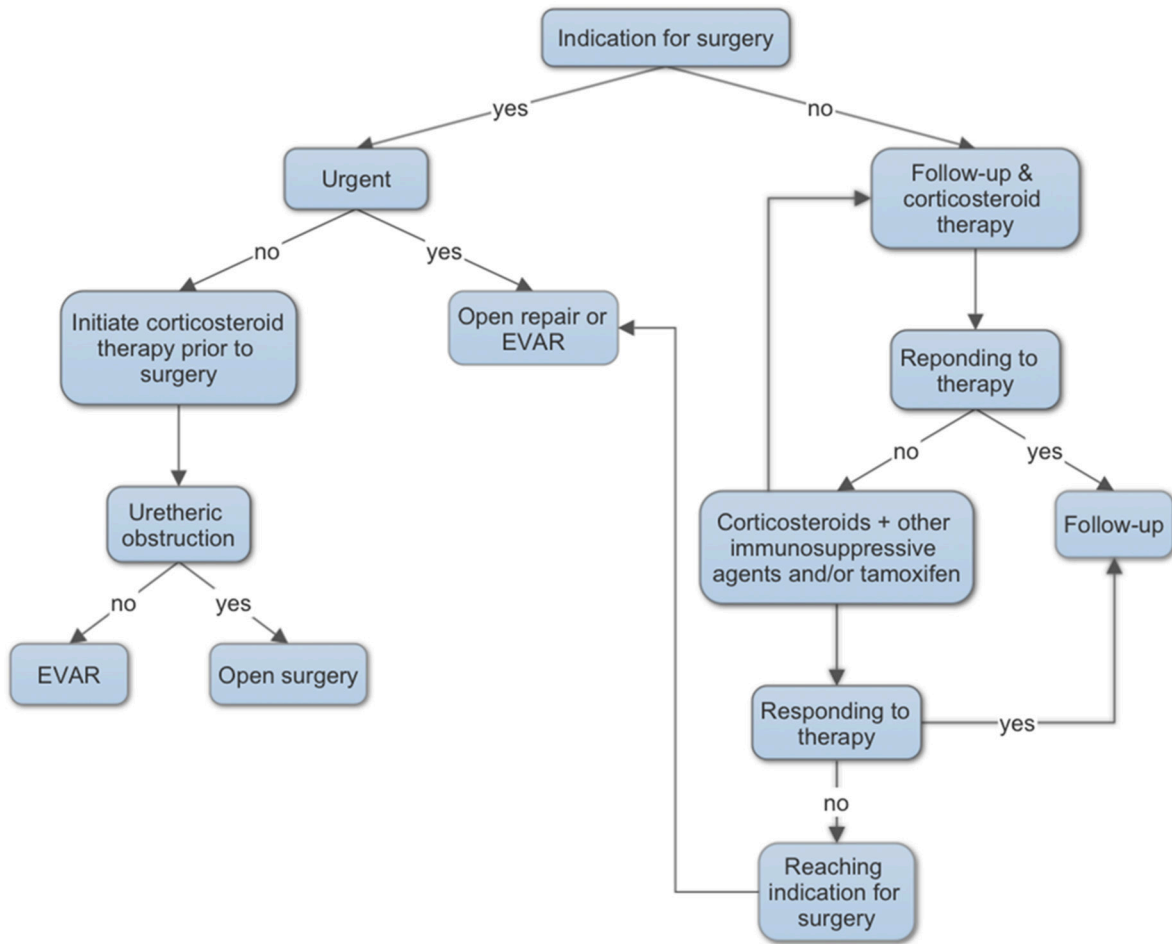 Indication for surgery
yes
no
Urgent
Follow-up &
corticosteroid
therapy
no
yes
Initiate corticosteroid
therapy prior to
surgery
Open repair or
EVAR
Reponding to
therapy
no
yes
Uretheric
obstruction
Corticosteroids + other
immunosuppressive
agents and/or tamoxifen
Follow-up
no
yes
EVAR
Open surgery
Responding to
therapy
yes
no
Reaching
indication for
surgery